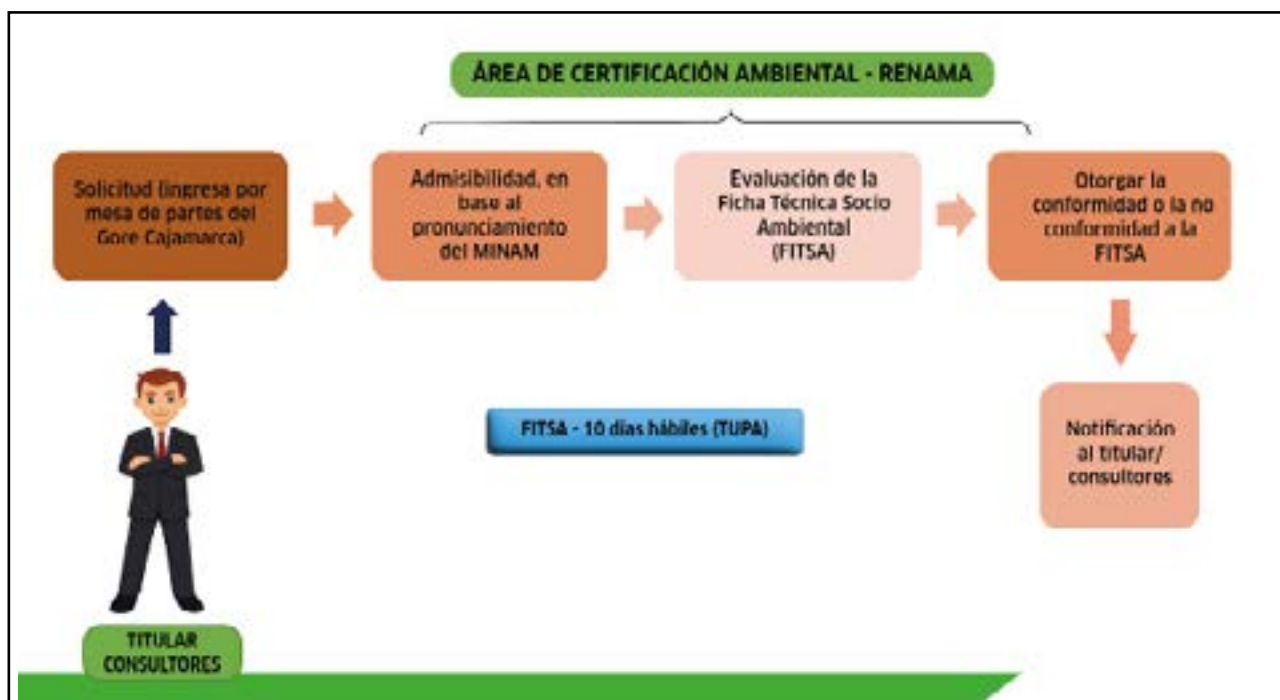 ÁREA DE CERTIFICACIÓN AMBIENTAL - RENAMA
Solicitud (ingresa por
mesa de partes del
Gore Cajamarca)
Admisibilidad, en
base al
pronunciamiento
del MINAM
Evaluación de la
Ficha Técnica Socio
Ambiental
(FITSA)
Otorgar la
conformidad o la no
conformidad a la
FITSA
FITSA - 10 días hábiles (TUPA)
Notificación
al titular/
consultores
TITULAR
CONSULTORES